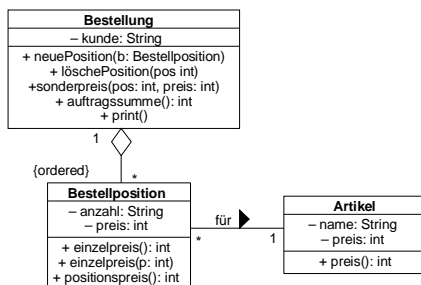 Bestellung
– kunde: String
+ neuePosition(b: Bestellposition)
+ löschePosition(pos int)
+sonderpreis(pos: int, preis: int)
+ auftragssumme(): int
+ print()
1
{ordered}
*
Bestellposition
– anzahl: String
– preis: int
+ einzelpreis(): int
+ einzelpreis(p: int)
+ positionspreis(): int
für
*
1
Artikel
– name: String
– preis: int
+ preis(): int